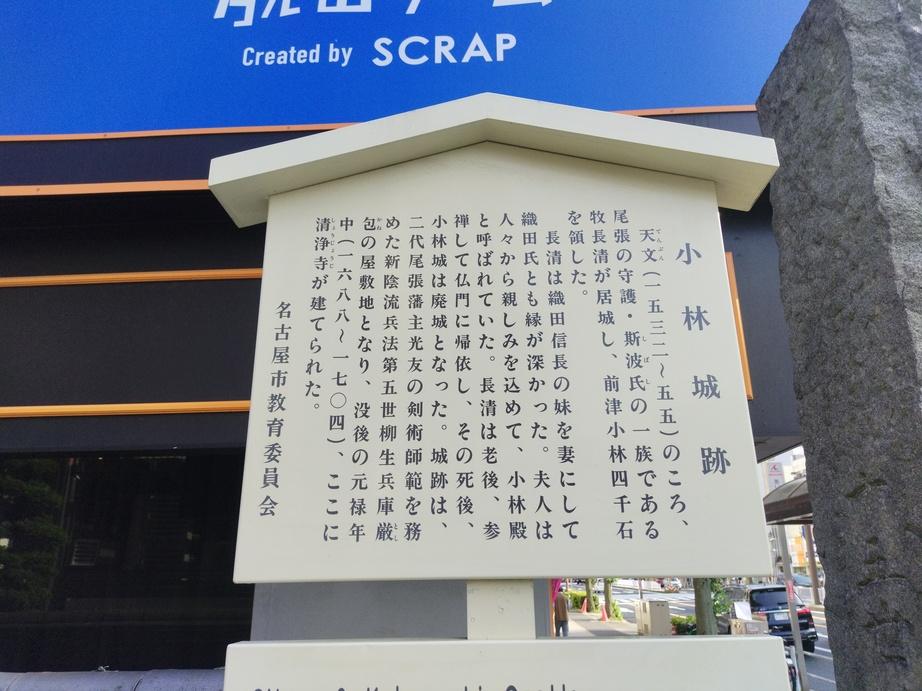 Created by SCRAP
小林城跡
天文（一五三二～五五）のころ、
尾張の守護・斯波氏の一族である
牧長清が居城し、前津小林四千石
を領した。
長清は織田信長の妹を妻にして
織田氏とも縁が深かった。夫人は
人々から親しみを込めて、小林殿
と呼ばれていた。長清は老後、参
禅して仏門に帰依し、その死後、
小林城は廃城となった。城跡は、
二代尾張藩主光友の剣術師範を務
めた新陰流兵法第五世柳生兵庫厳
包の屋敷地となり、没後の元禄年
中（一六八八～一七〇四）、ここに
清浄寺が建てられた。
名古屋市教育委員会